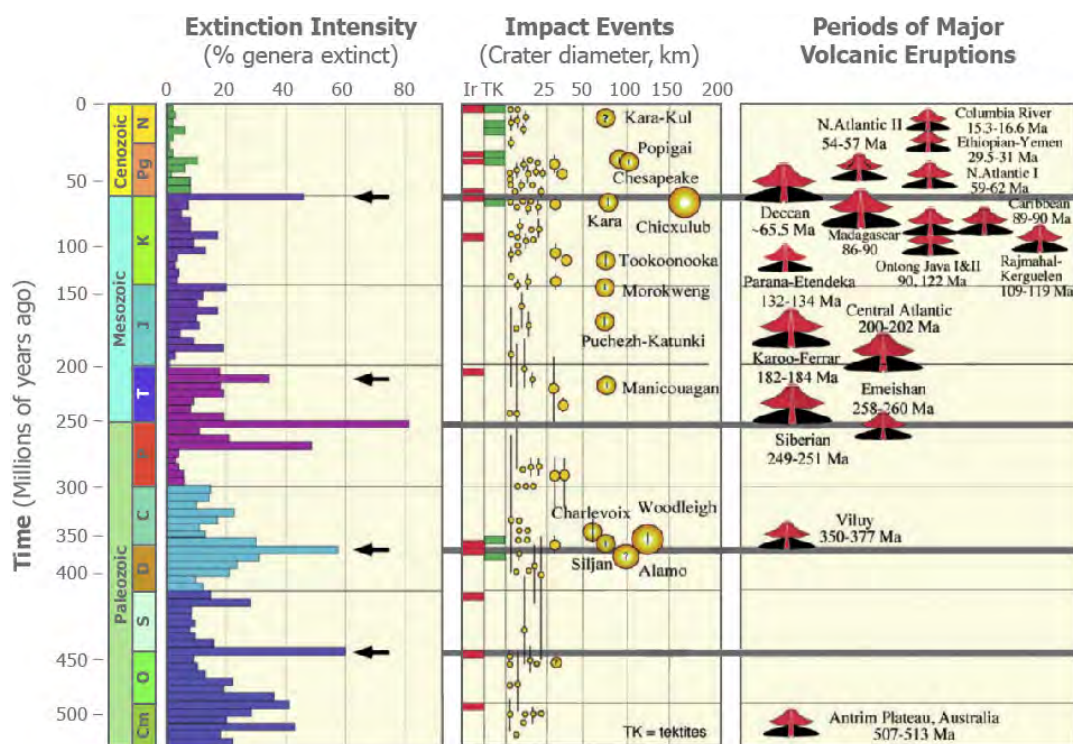 Extinction Intensity
(% genera extinct)
Impact Events
(Crater diameter, km)
Periods of Major
Volcanic Eruptions
0 20 40 60 80
Ir TK 0 25 50 100 150 200
Time (Millions of years ago)
0
50
100
150
200
250
300
350
400
450
500
Cenozoic
Mesozoic
Paleozoic
N
Pg
K
J
T
P
C
D
S
O
Cm
?
Kara-Kul
Popigai
Chesapeake
Kara
Chicxulub
Tookoonooka
Morokweng
Puchezh-Katunki
Manicouagan
Charlevoix
Woodleigh
Siljan
?
Alamo
TK = tektites
N.Atlantic II
54-57 Ma
Columbia River
15.3-16.6 Ma
Ethiopian-Yemen
29.5-31 Ma
N.Atlantic I
59-62 Ma
Deccan
~65.5 Ma
Madagascar
86-90
Caribbean
89-90 Ma
Ontong Java I&II
90, 122 Ma
Rajmahal-
Kerguelen
109-119 Ma
Parana-Etendeka
132-134 Ma
Central Atlantic
200-202 Ma
Karoo-Ferrar
182-184 Ma
Emeishan
258-260 Ma
Siberian
249-251 Ma
Viluy
350-377 Ma
Antrim Plateau, Australia
507-513 Ma